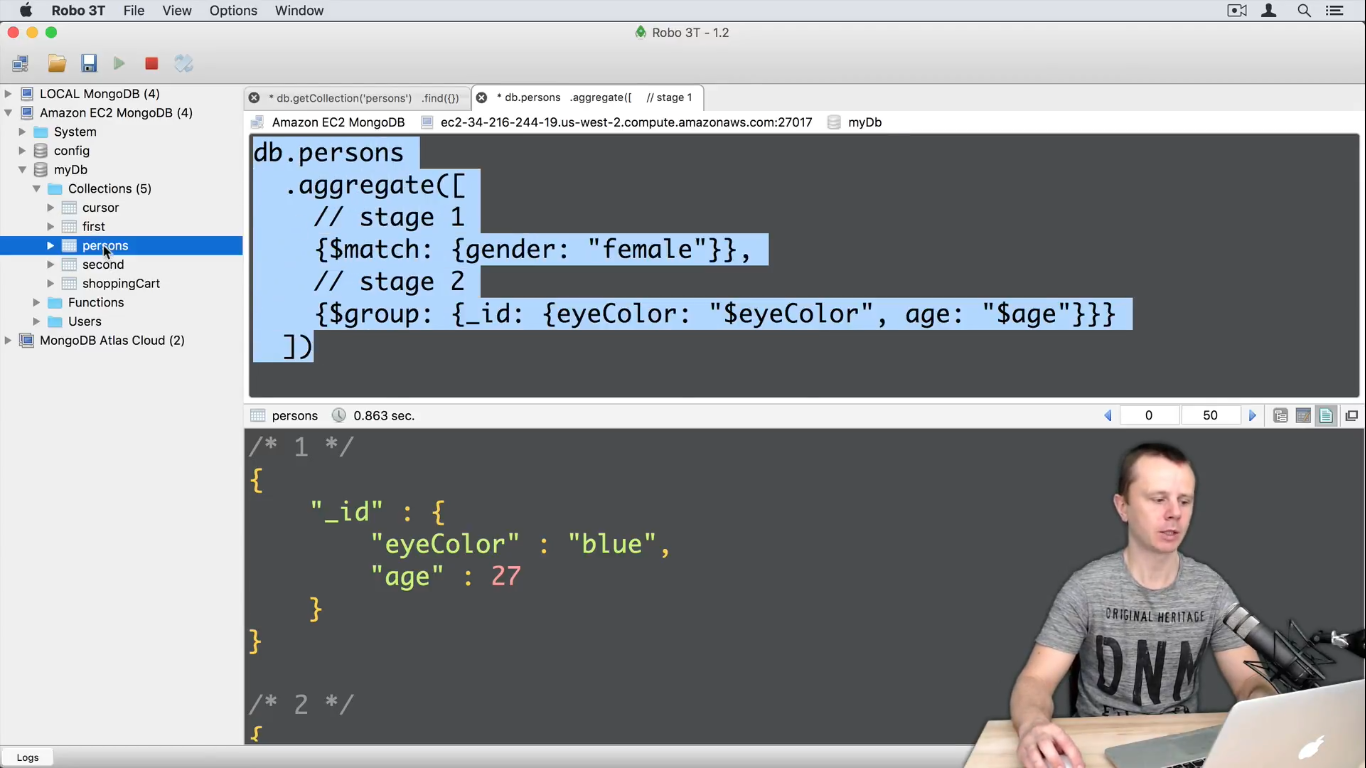 Robo 3T File View Options Window
Robo 3T - 1.2
LOCAL MongoDB (4)
Amazon EC2 MongoDB (4)
System
config
myDb
Collections (5)
cursor
first
persons
second
shoppingCart
Functions
Users
MongoDB Atlas Cloud (2)
* db.getCollection('persons') .find({})
* db.persons .aggregate([ // stage 1
Amazon EC2 MongoDB ec2-34-216-244-19.us-west-2.compute.amazonaws.com:27017 myDb
db.persons
.aggregate([
// stage 1
{$match: {gender: "female"}},
// stage 2
{$group: {_id: {eyeColor: "$eyeColor", age: "$age"}}}
])
persons 0.863 sec. 0 50
/* 1 */
{
"_id" : {
"eyeColor" : "blue",
"age" : 27
}
}
/* 2 */
{
ORIGINAL HERITAGE
DNM
Logs